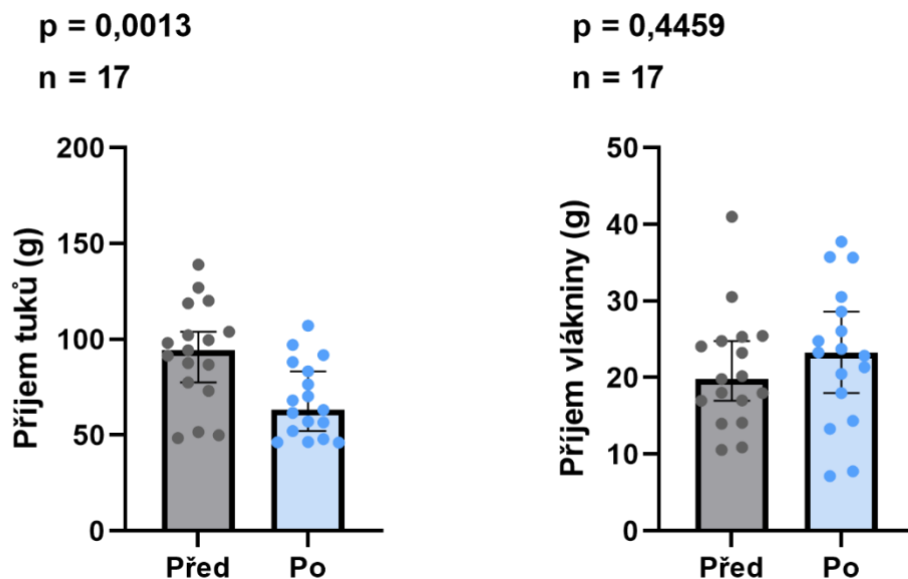 p = 0,0013
n = 17
Příjem tuků (g)
200
150
100
50
0
Před Po
p = 0,4459
n = 17
Příjem vlákniny (g)
50
40
30
20
10
0
Před Po